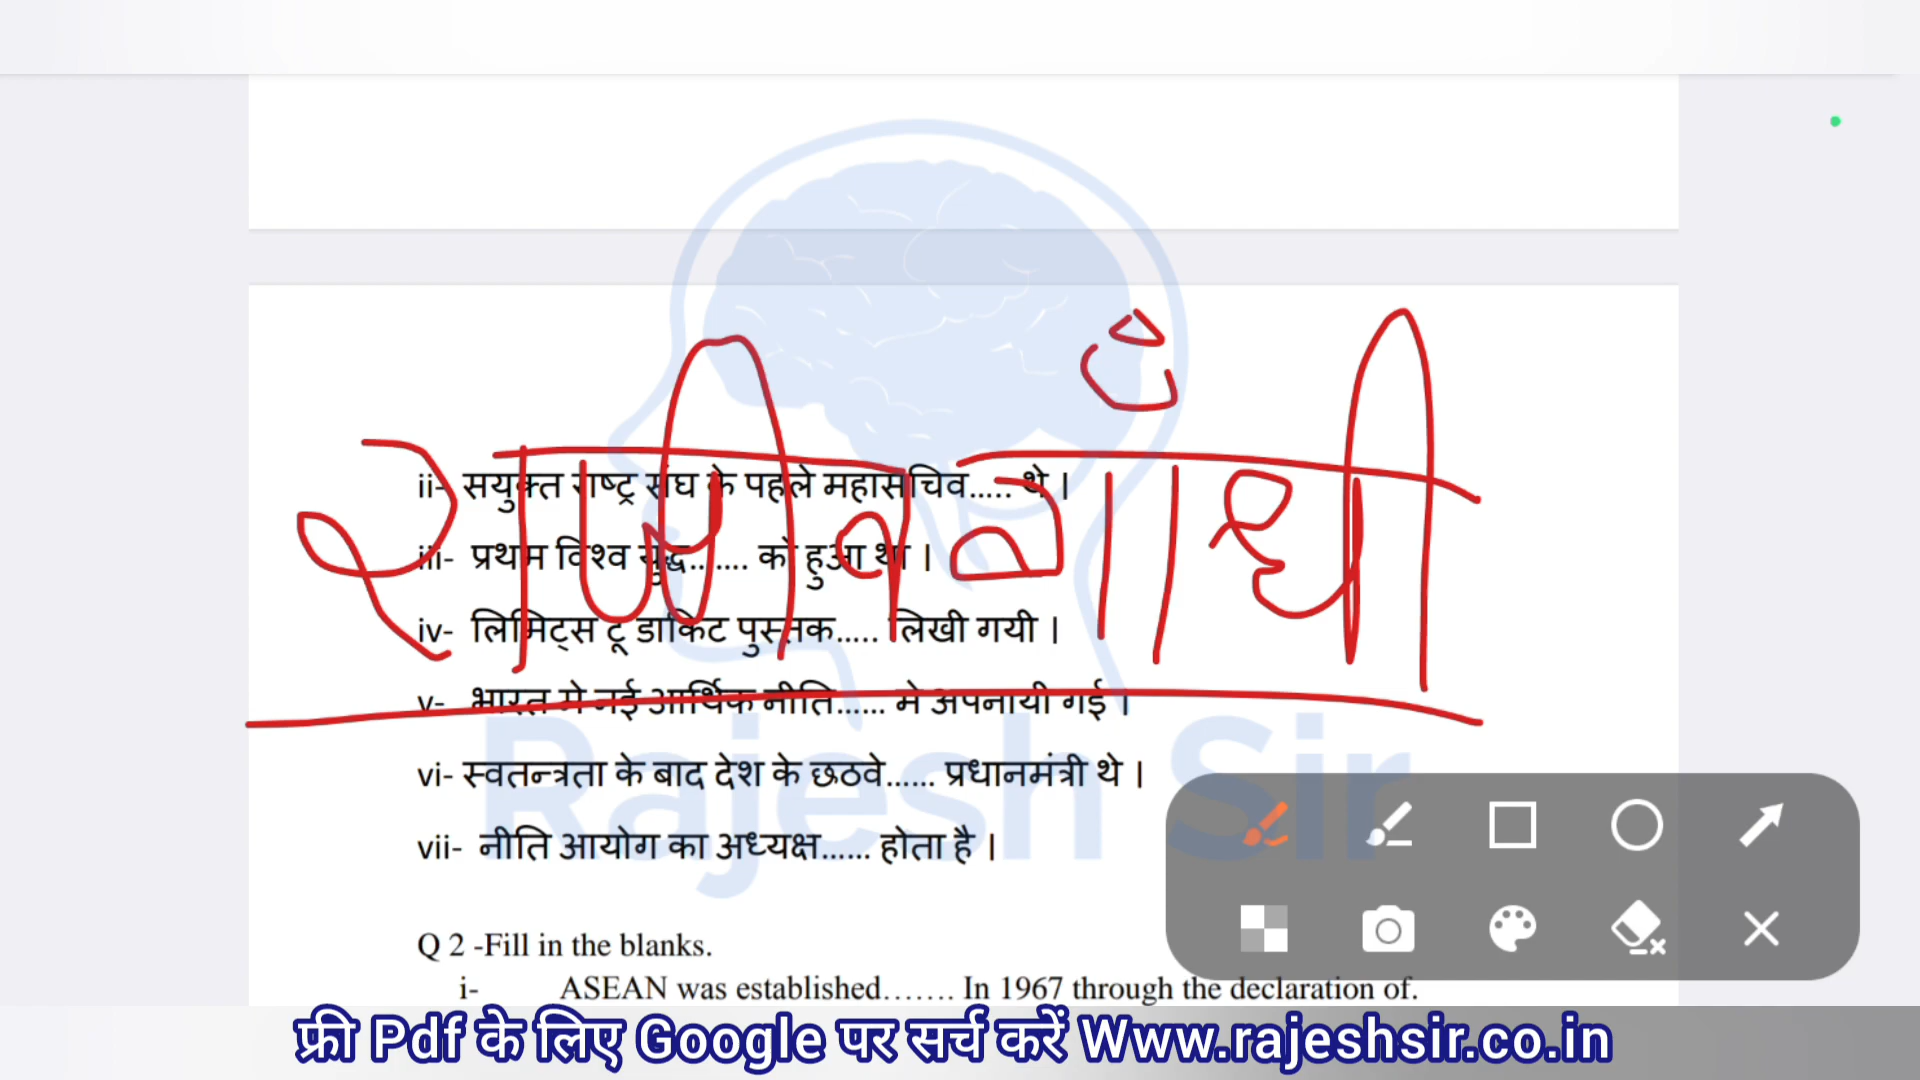 राजीव गाँधी
ii- सयुक्त राष्ट्र संघ के पहले महासचिव..... थे |
iii- प्रथम विश्व युद्ध....... को हुआ था |
iv- लिमिट्स टू डाकिट पुस्तक..... लिखी गयी |
v- भारत मे नई आर्थिक नीति...... मे अपनायी गई |
vi- स्वतन्त्रता के बाद देश के छठवे...... प्रधानमंत्री थे |
vii- नीति आयोग का अध्यक्ष...... होता है |
Rajesh Sir
Q 2 -Fill in the blanks.
i- ASEAN was established....... In 1967 through the declaration of.
फ्री Pdf के लिए Google पर सर्च करें Www.rajeshsir.co.in